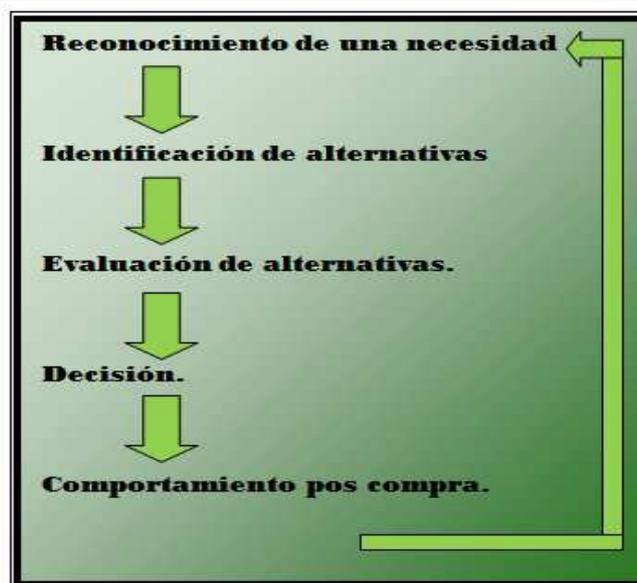 Reconocimiento de una necesidad
Identificación de alternativas
Evaluación de alternativas.
Decisión.
Comportamiento pos compra.